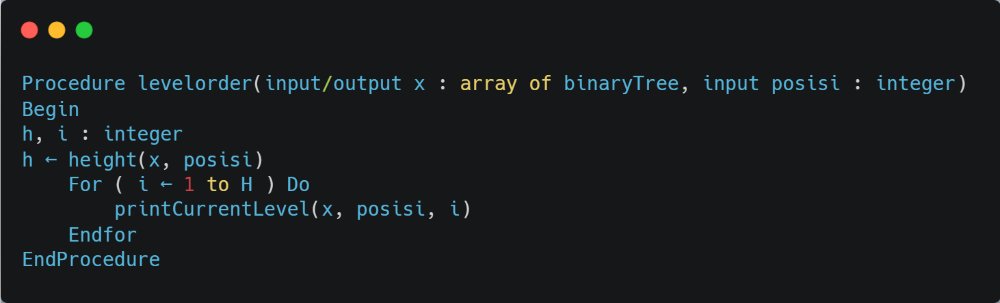 Procedure levelorder(input/output x : array of binaryTree, input posisi : integer)
Begin
h, i : integer
h ← height(x, posisi)
    For ( i ← 1 to H ) Do
        printCurrentLevel(x, posisi, i)
    Endfor
EndProcedure